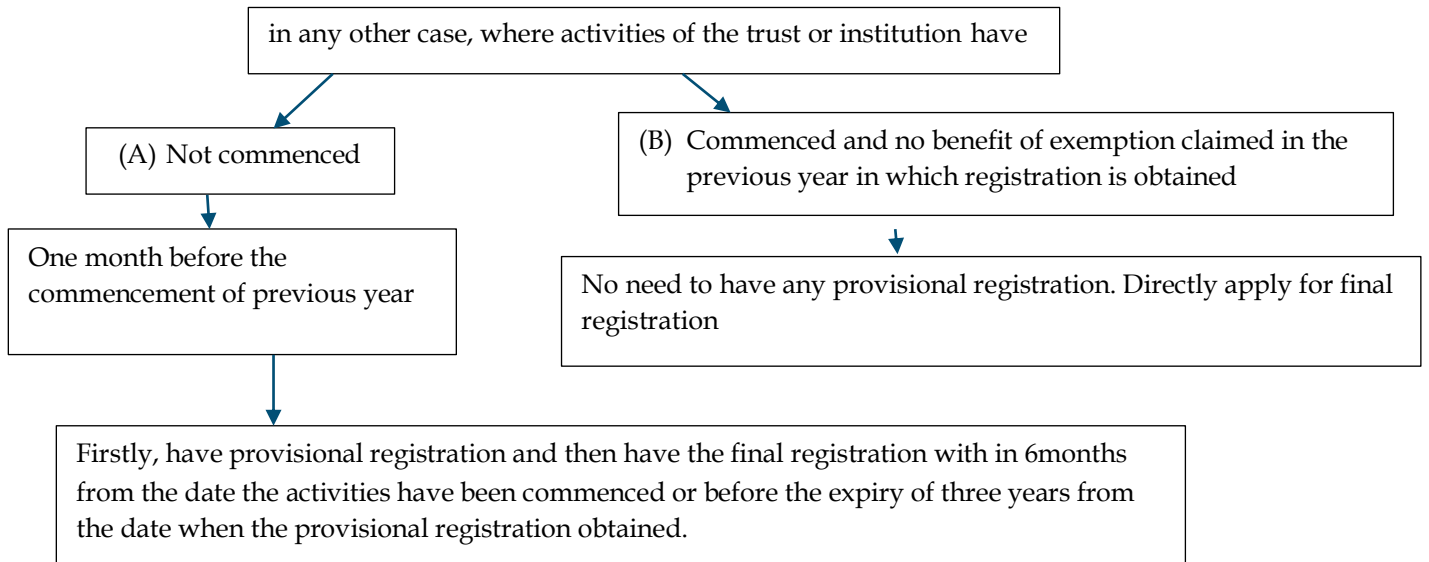 in any other case, where activities of the trust or institution have
(A) Not commenced
(B) Commenced and no benefit of exemption claimed in the
previous year in which registration is obtained
One month before the
commencement of previous year
No need to have any provisional registration. Directly apply for final
registration
Firstly, have provisional registration and then have the final registration with in 6months
from the date the activities have been commenced or before the expiry of three years from
the date when the provisional registration obtained.